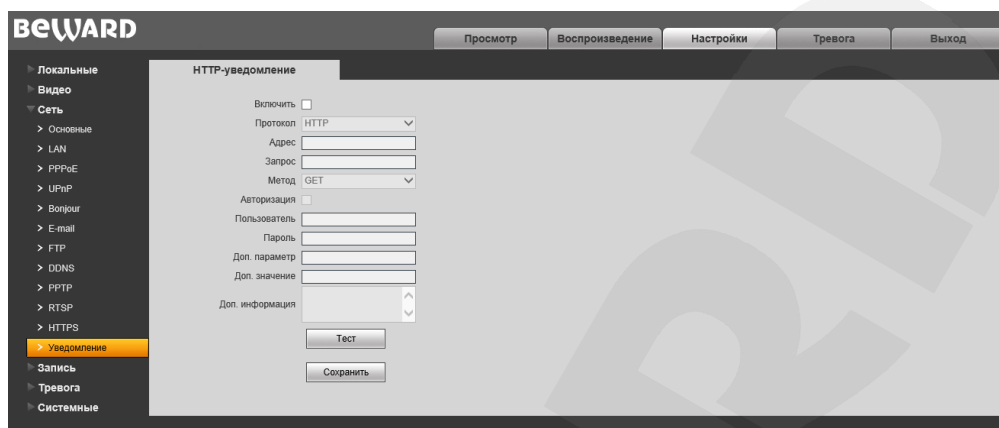 BEWARD
Просмотр
Воспроизведение
Настройки
Тревога
Выход
Локальные
Видео
Сеть
Основные
LAN
PPPoE
UPnP
Bonjour
E-mail
FTP
DDNS
PPTP
RTSP
HTTPS
Уведомление
Запись
Тревога
Системные
HTTP-уведомление
Включить
Протокол HTTP
Адрес
Запрос
Метод GET
Авторизация
Пользователь
Пароль
Доп. параметр
Доп. значение
Доп. информация
Тест
Сохранить